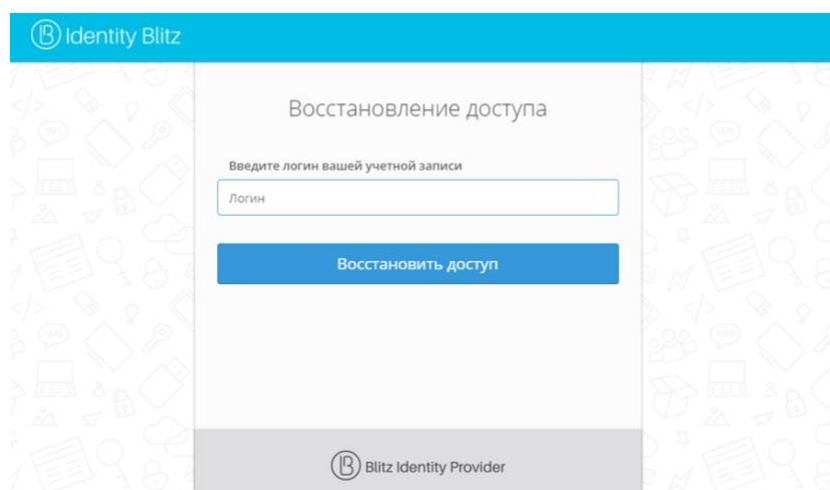 Identity Blitz
Восстановление доступа
Введите логин вашей учетной записи
Логин
Восстановить доступ
Blitz Identity Provider